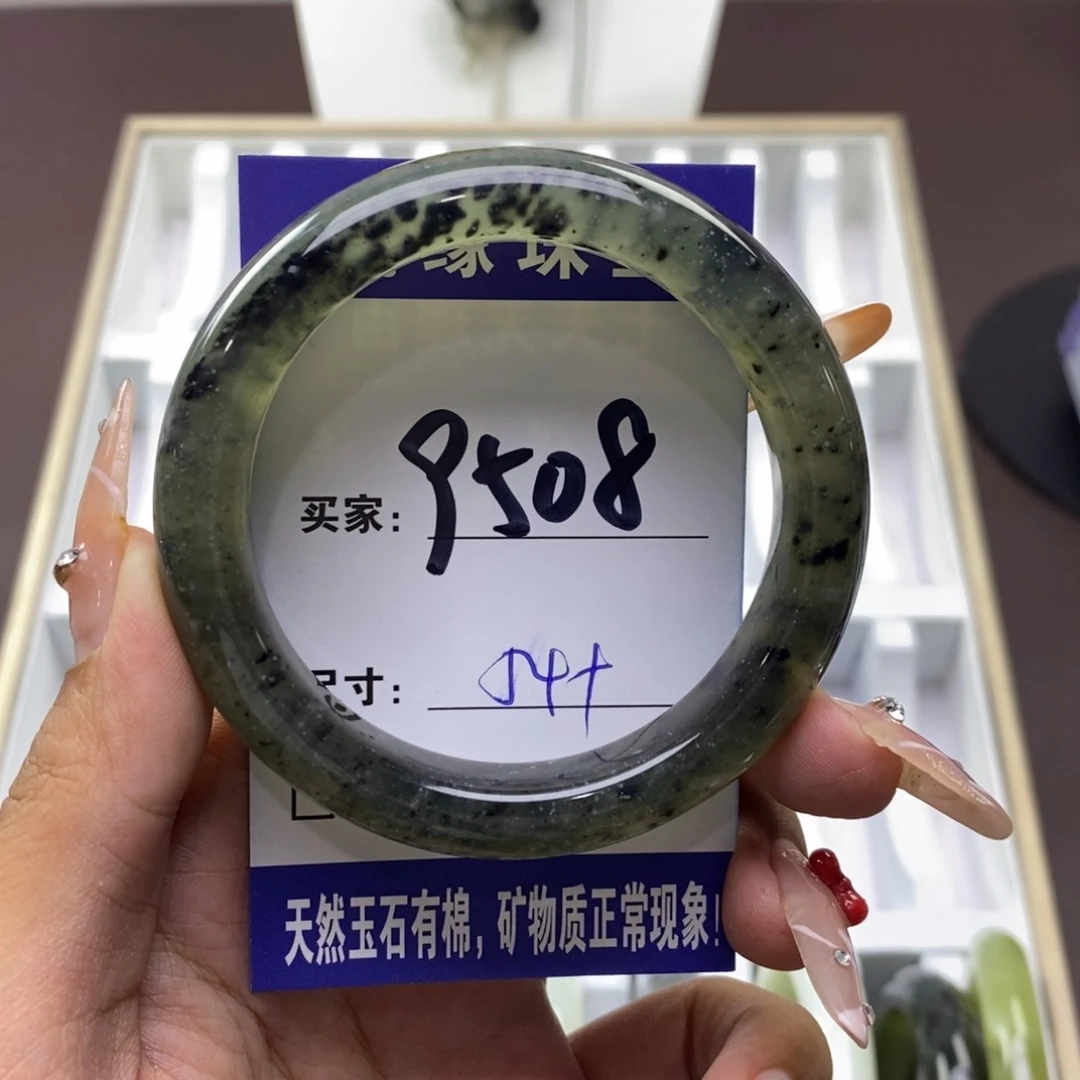 缘珠
买家: 9508
尺寸: 54+
天然玉石有棉, 矿物质正常现象!